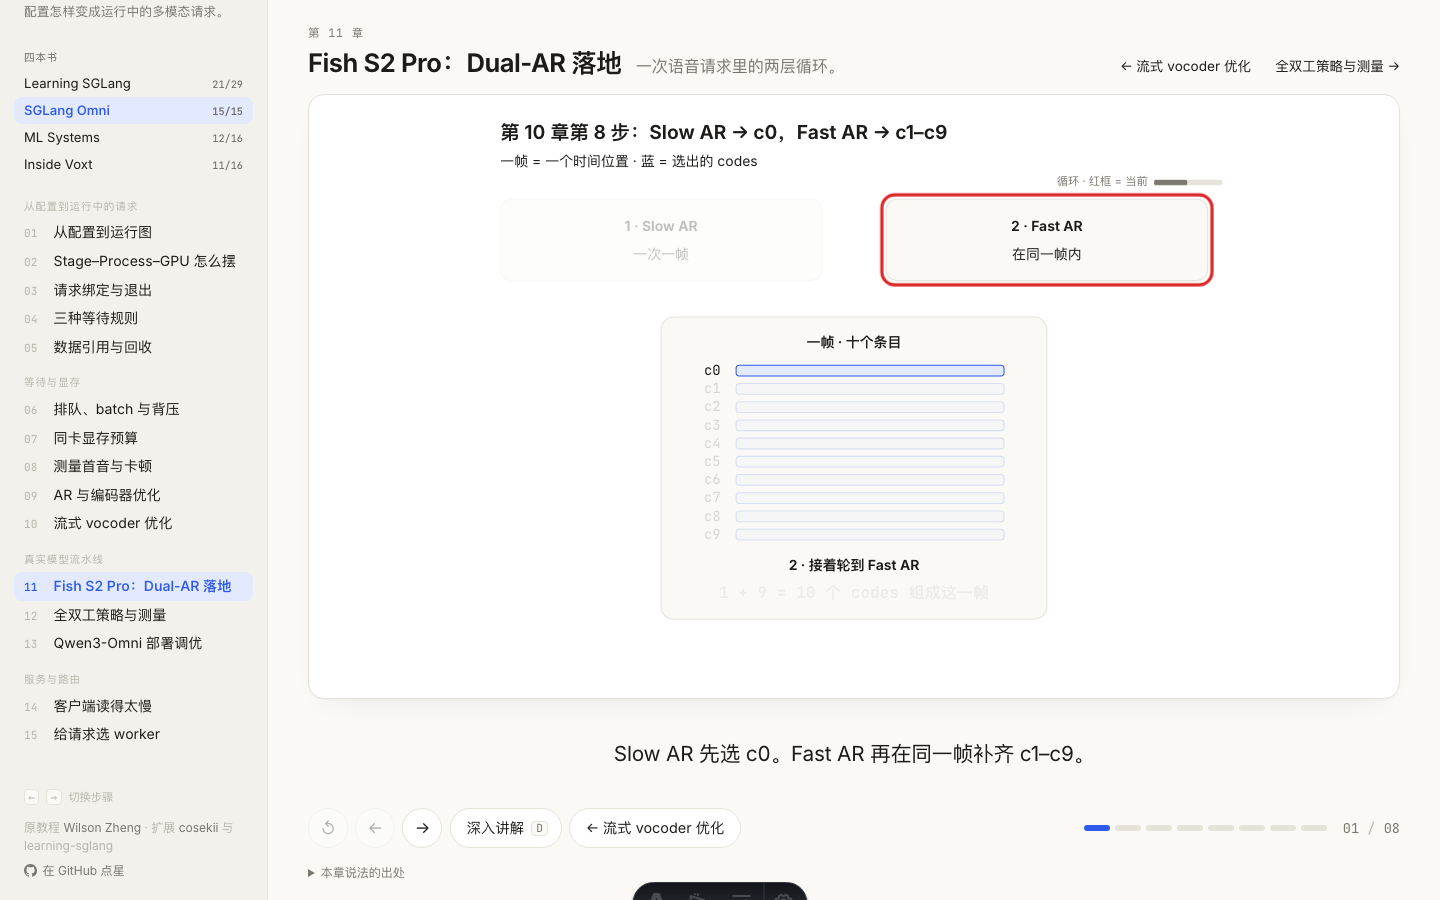 配置怎样变成运行中的多模态请求。
四本书
Learning SGLang 21/29
SGLang Omni 15/15
ML Systems 12/16
Inside Voxt 11/16
从配置到运行中的请求
01 从配置到运行图
02 Stage–Process–GPU 怎么摆
03 请求绑定与退出
04 三种等待规则
05 数据引用与回收
等待与显存
06 排队、batch 与背压
07 同卡显存预算
08 测量首音与卡顿
09 AR 与编码器优化
10 流式 vocoder 优化
真实模型流水线
11 Fish S2 Pro：Dual-AR 落地
12 全双工策略与测量
13 Qwen3-Omni 部署调优
服务与路由
14 客户端读得太慢
15 给请求选 worker
← → 切换步骤
原教程 Wilson Zheng · 扩展 cosekii 与
learning-sglang
在 GitHub 点星
第 11 章
Fish S2 Pro：Dual-AR 落地 一次语音请求里的两层循环。
← 流式 vocoder 优化 全双工策略与测量 →
第 10 章第 8 步：Slow AR → c0，Fast AR → c1–c9
一帧 = 一个时间位置 · 蓝 = 选出的 codes
循环 · 红框 = 当前
1 · Slow AR
一次一帧
2 · Fast AR
在同一帧内
一帧 · 十个条目
c0
c1
c2
c3
c4
c5
c6
c7
c8
c9
2 · 接着轮到 Fast AR
1 + 9 = 10 个 codes 组成这一帧
Slow AR 先选 c0。Fast AR 再在同一帧补齐 c1–c9。
深入讲解 D
← 流式 vocoder 优化
01 / 08
▶ 本章说法的出处